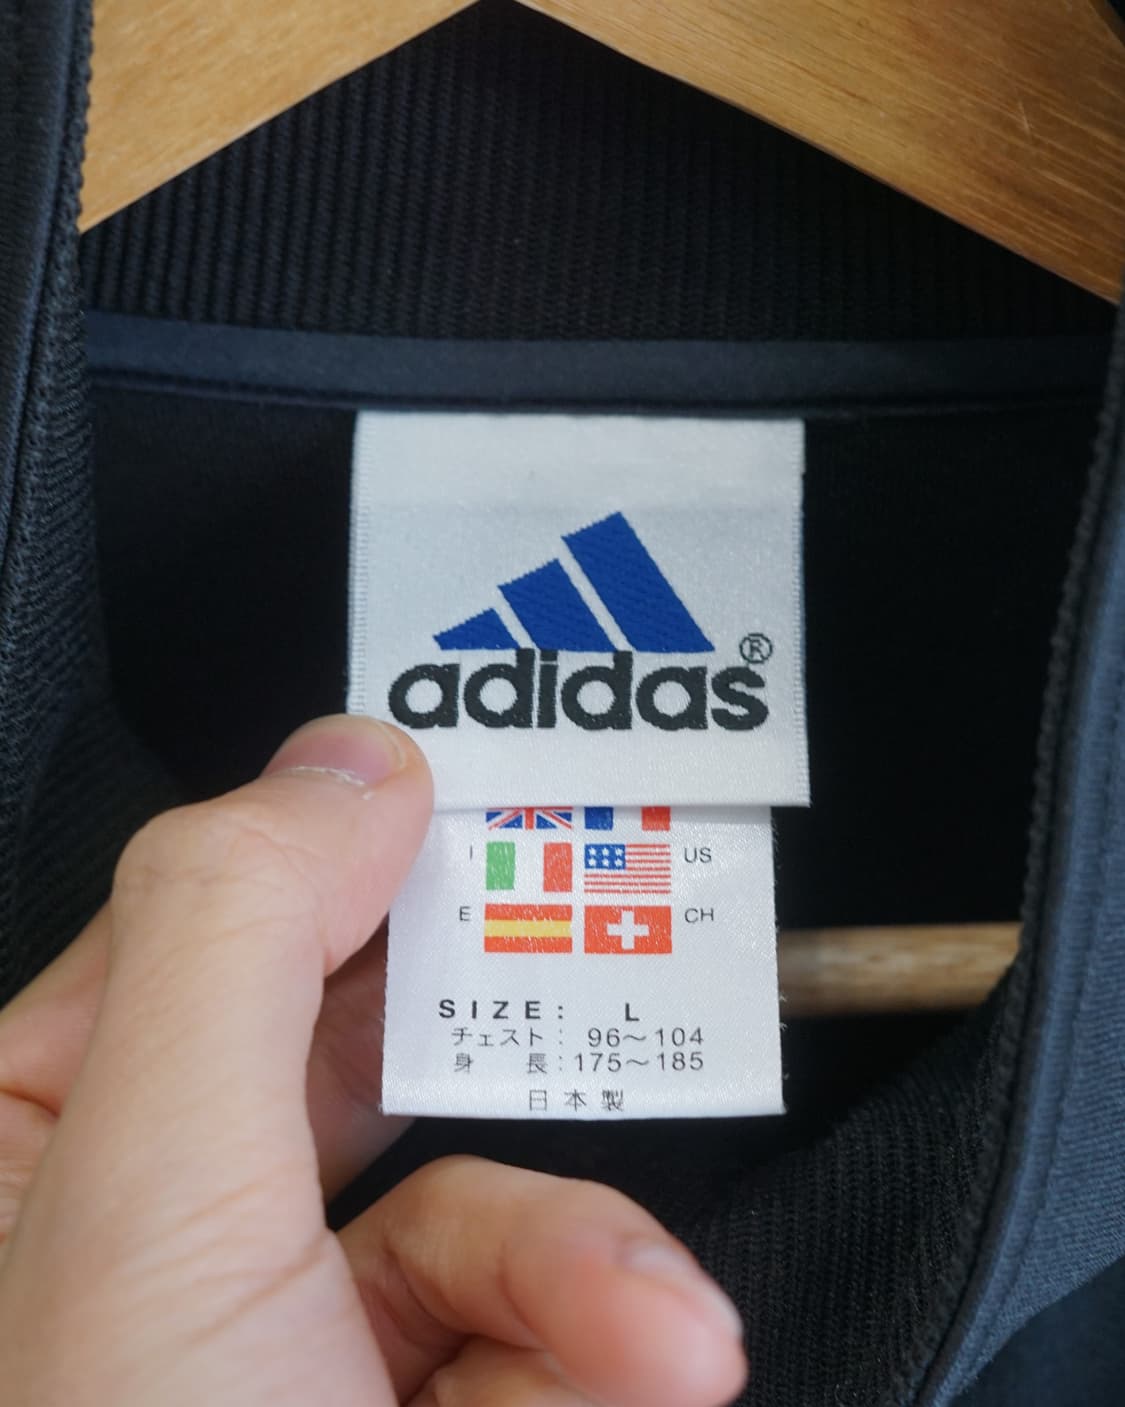 adidas®
I US
E CH
SIZE: L
チェスト: 96～104
身 長:175～185
日本製